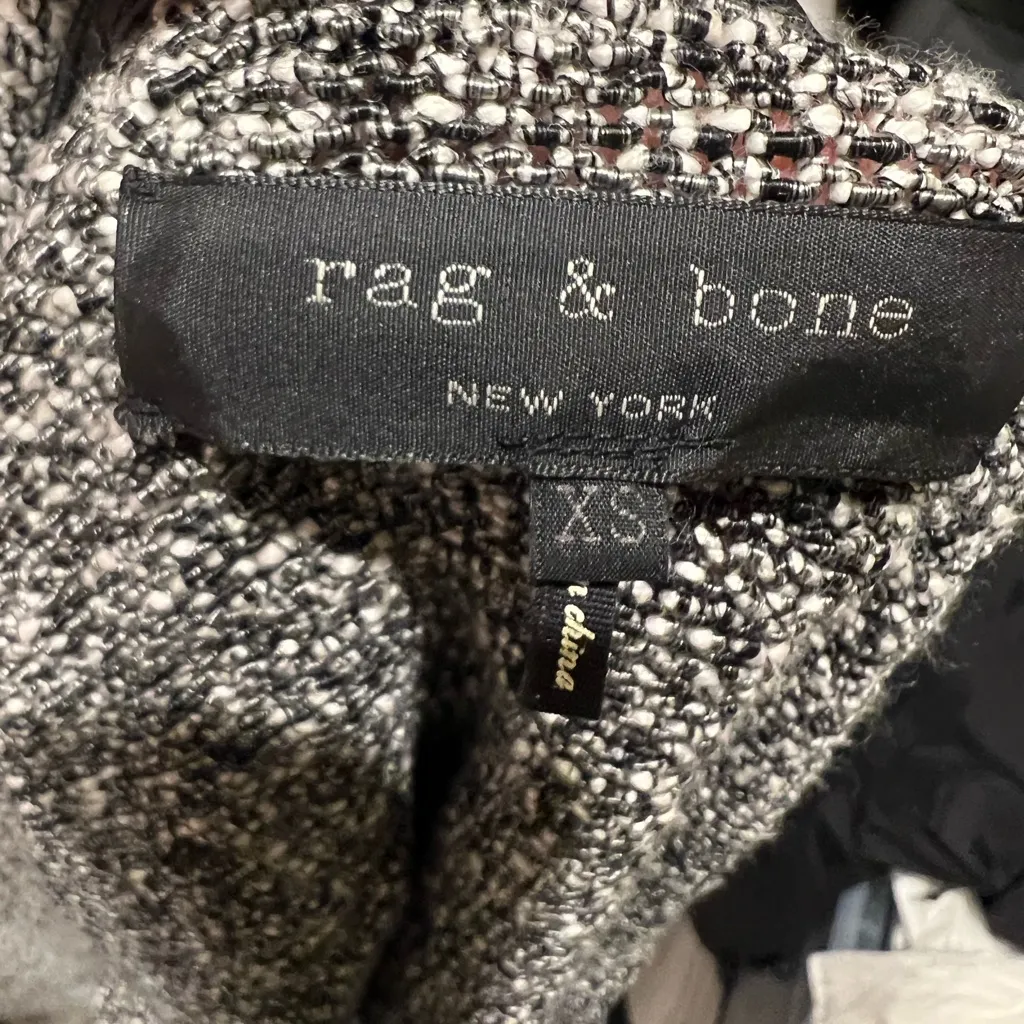 rag & bone
NEW YORK
XS
china